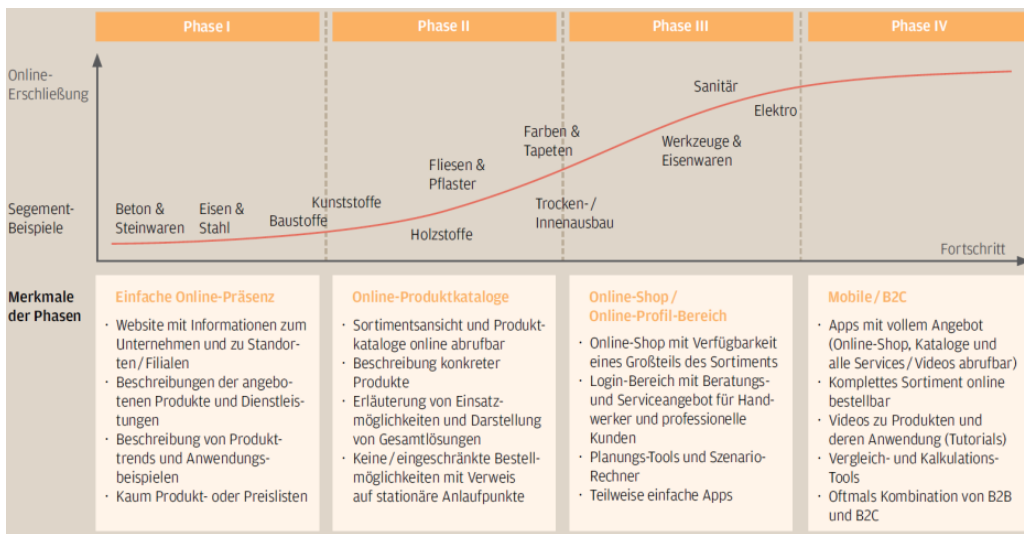 Phase I
Phase II
Phase III
Phase IV
Online-
Erschließung
Segement-
Beispiele
Beton &
Steinwaren
Eisen &
Stahl
Baustoffe
Kunststoffe
Fliesen &
Pflaster
Holzstoffe
Farben &
Tapeten
Trocken-/
Innenausbau
Sanitär
Werkzeuge &
Eisenwaren
Elektro
Fortschritt
Merkmale
der Phasen
Einfache Online-Präsenz
· Website mit Informationen zum
Unternehmen und zu Standor-
ten/Filialen
· Beschreibungen der angebo-
tenen Produkte und Dienstleis-
tungen
· Beschreibung von Produkt-
trends und Anwendungs-
beispielen
· Kaum Produkt- oder Preislisten
Online-Produktkataloge
· Sortimentsansicht und Produkt-
kataloge online abrufbar
· Beschreibung konkreter
Produkte
· Erläuterung von Einsatz-
möglichkeiten und Darstellung
von Gesamtlösungen
· Keine/eingeschränkte Bestell-
möglichkeiten mit Verweis
auf stationäre Anlaufpunkte
Online-Shop/
Online-Profil-Bereich
· Online-Shop mit Verfügbarkeit
eines Großteils des Sortiments
· Login-Bereich mit Beratungs-
und Serviceangebot für Hand-
werker und professionelle
Kunden
· Planungs-Tools und Szenario-
Rechner
· Teilweise einfache Apps
Mobile/B2C
· Apps mit vollem Angebot
(Online-Shop, Kataloge und
alle Services/Videos abrufbar)
· Komplettes Sortiment online
bestellbar
· Videos zu Produkten und
deren Anwendung (Tutorials)
· Vergleich- und Kalkulations-
Tools
· Oftmals Kombination von B2B
und B2C